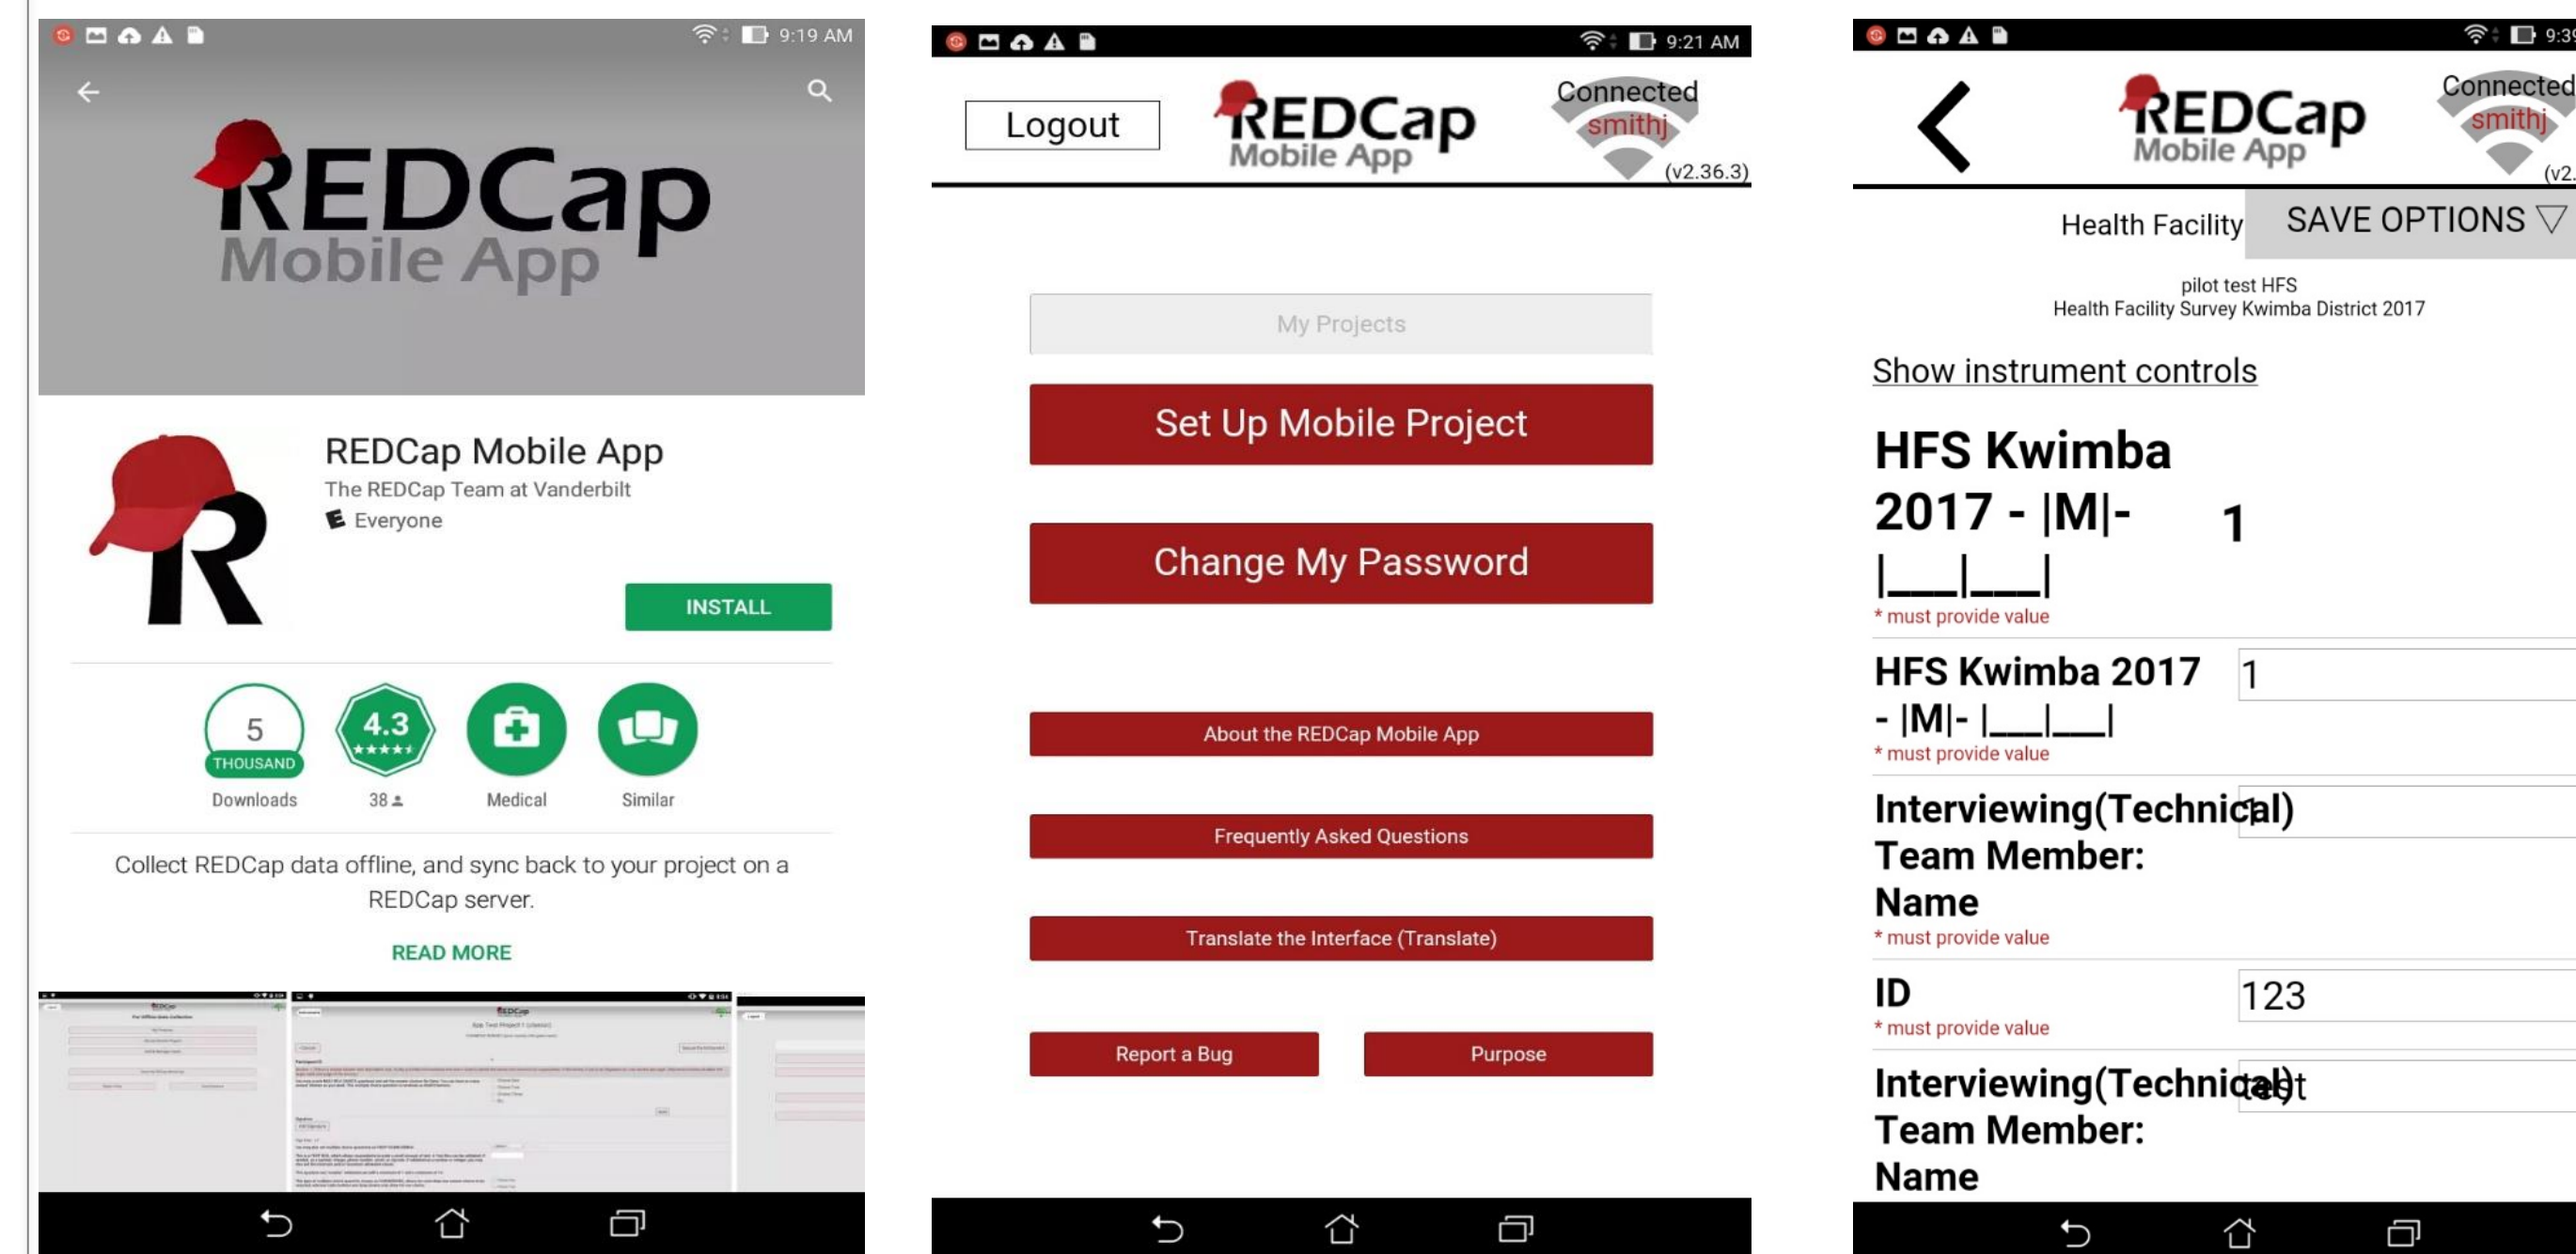 9:19 AM
REDCap
Mobile App
REDCap Mobile App
The REDCap Team at Vanderbilt
E Everyone
INSTALL
5
THOUSAND
4.3
Downloads
38
Medical
Similar
Collect REDCap data offline, and sync back to your project on a
REDCap server.
READ MORE
9:21 AM
Logout
REDCap
Mobile App
Connected
smithj
(v2.36.3)
My Projects
Set Up Mobile Project
Change My Password
About the REDCap Mobile App
Frequently Asked Questions
Translate the Interface (Translate)
Report a Bug
Purpose
9:39
REDCap
Mobile App
Connected
smithj
(v2.
Health Facility
SAVE OPTIONS ▽
pilot test HFS
Health Facility Survey Kwimba District 2017
Show instrument controls
HFS Kwimba
2017 - |M|- 1
|___|___|
* must provide value
HFS Kwimba 2017 1
- |M|- |___|___|
* must provide value
Interviewing(Technical) 1
Team Member:
Name
* must provide value
ID 123
* must provide value
Interviewing(Technical) test
Team Member:
Name